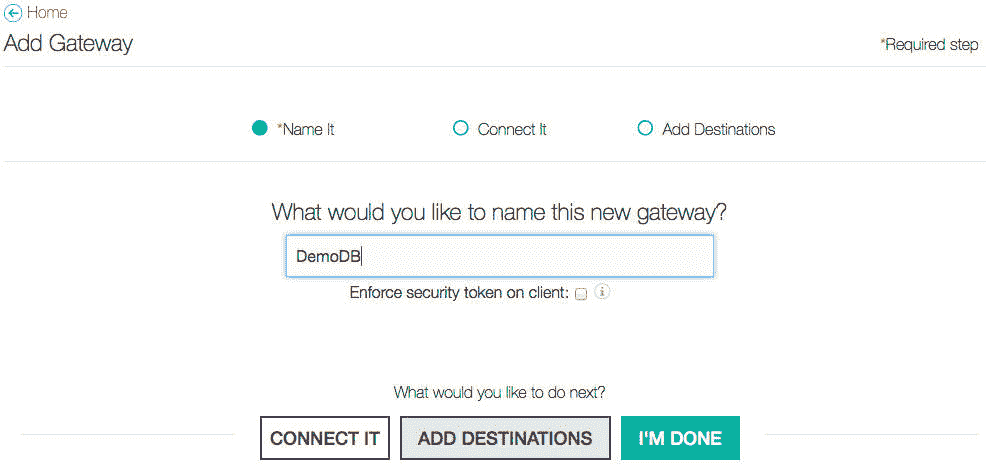 Home
Add Gateway
*Required step
*Name It
Connect It
Add Destinations
What would you like to name this new gateway?
DemoDB
Enforce security token on client:
What would you like to do next?
CONNECT IT
ADD DESTINATIONS
I'M DONE